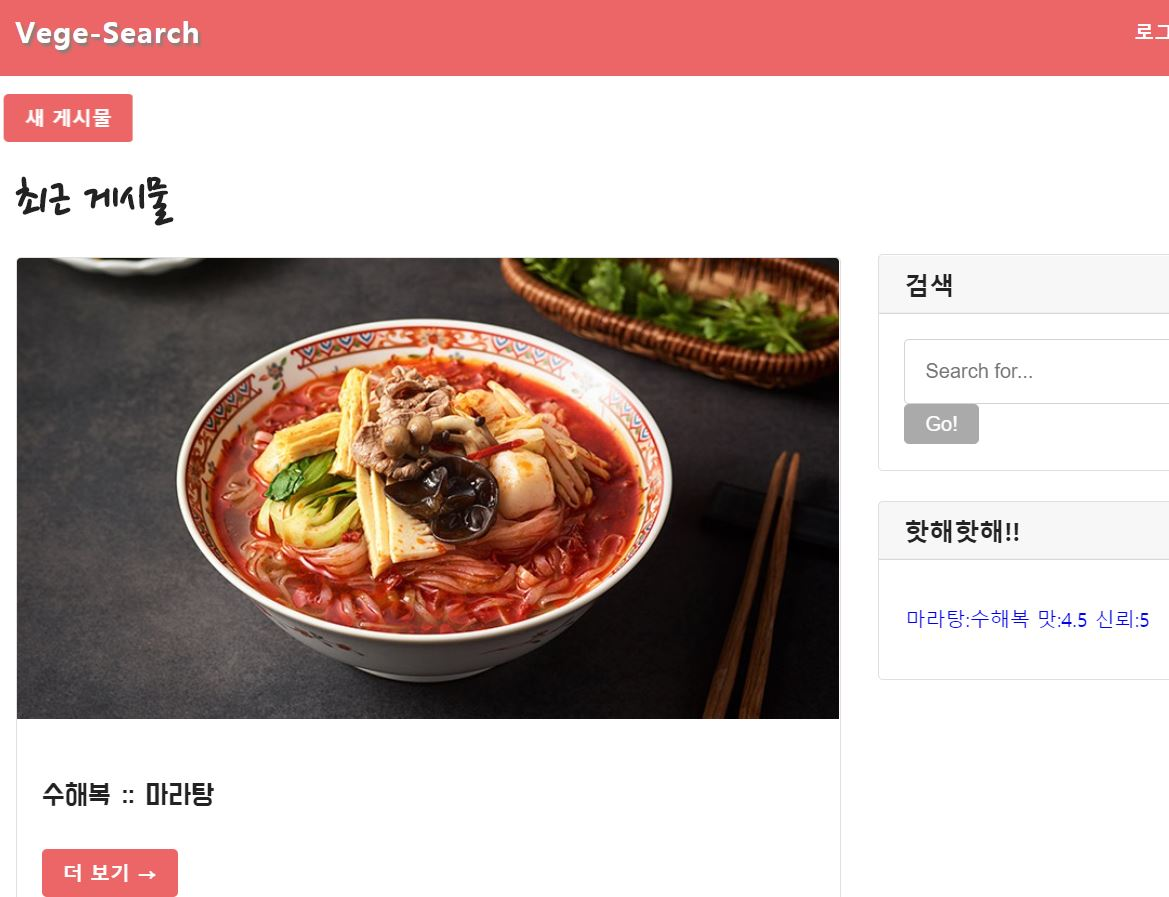 Vege-Search
로그
새 게시물
최근 게시물
검색
Search for...
Go!
핫해핫해!!
마라탕:수해복 맛:4.5 신뢰:5
수해복 :: 마라탕
더 보기 →